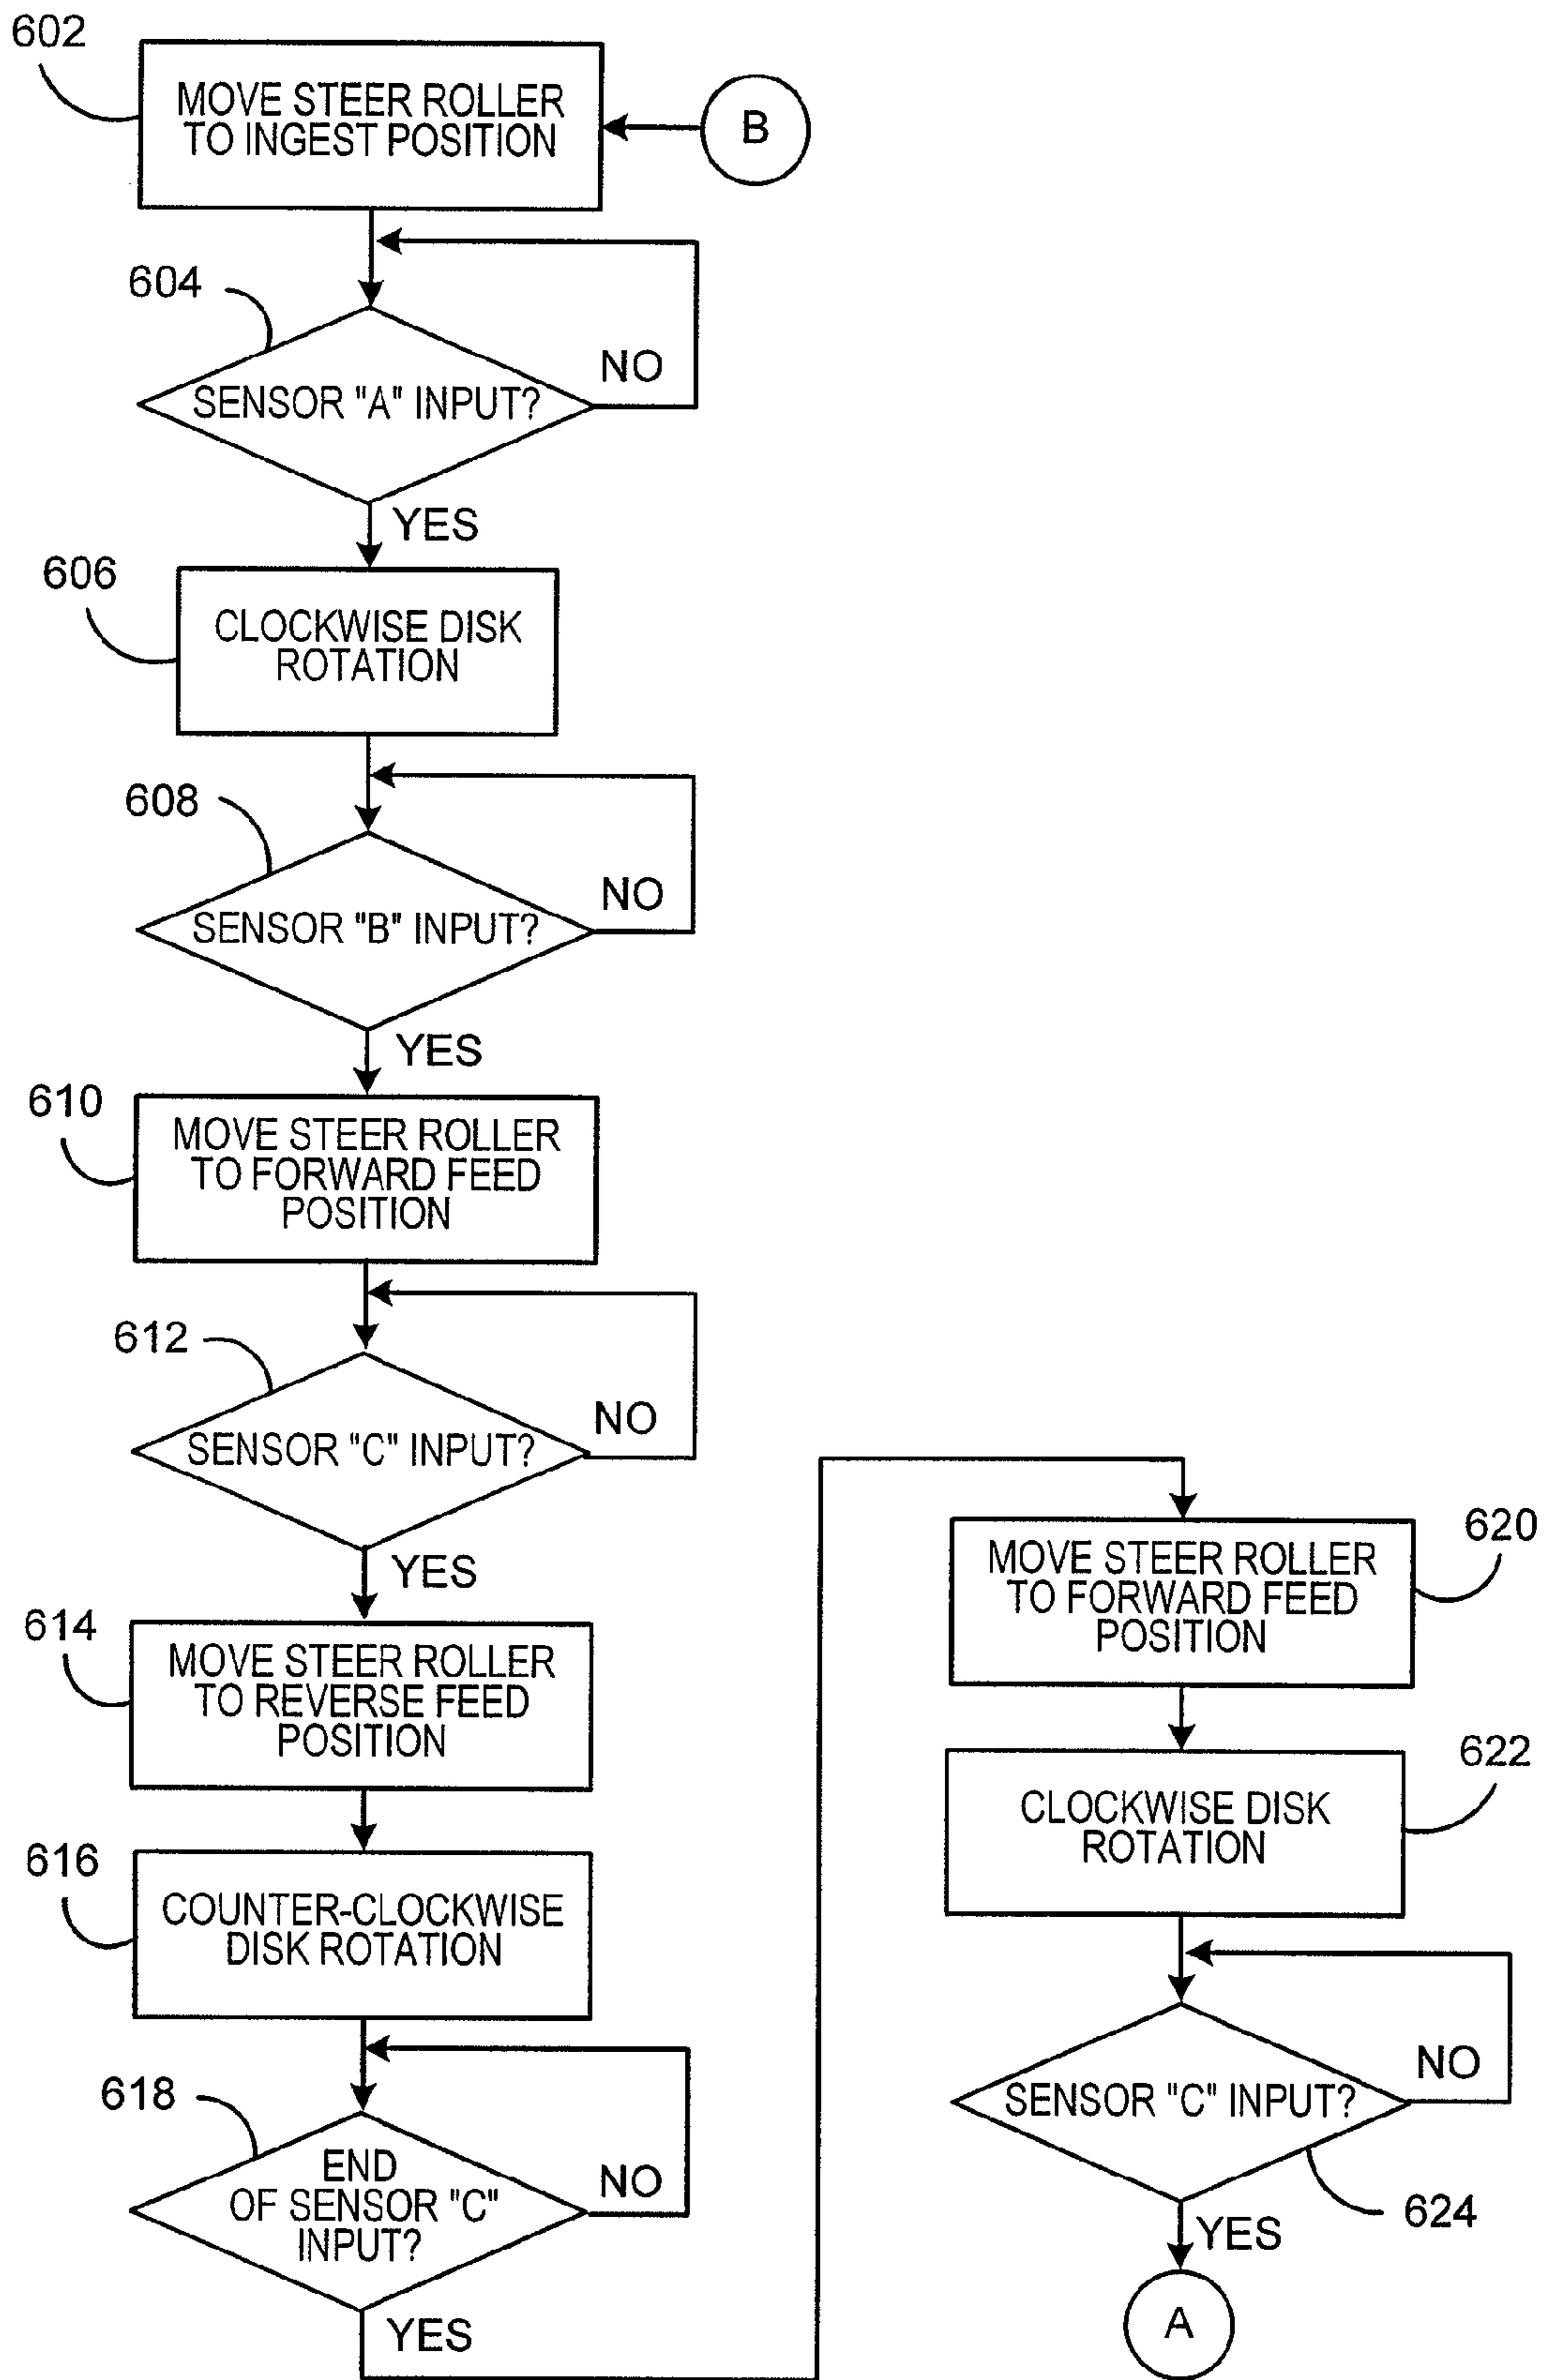 602
MOVE STEER ROLLER
TO INGEST POSITION
B
604
SENSOR "A" INPUT?
NO
YES
606
CLOCKWISE DISK
ROTATION
608
SENSOR "B" INPUT?
NO
YES
610
MOVE STEER ROLLER
TO FORWARD FEED
POSITION
612
SENSOR "C" INPUT?
NO
YES
614
MOVE STEER ROLLER
TO REVERSE FEED
POSITION
616
COUNTER-CLOCKWISE
DISK ROTATION
618
END
OF SENSOR "C"
INPUT?
NO
YES
620
MOVE STEER ROLLER
TO FORWARD FEED
POSITION
622
CLOCKWISE DISK
ROTATION
SENSOR "C" INPUT?
NO
624
YES
A